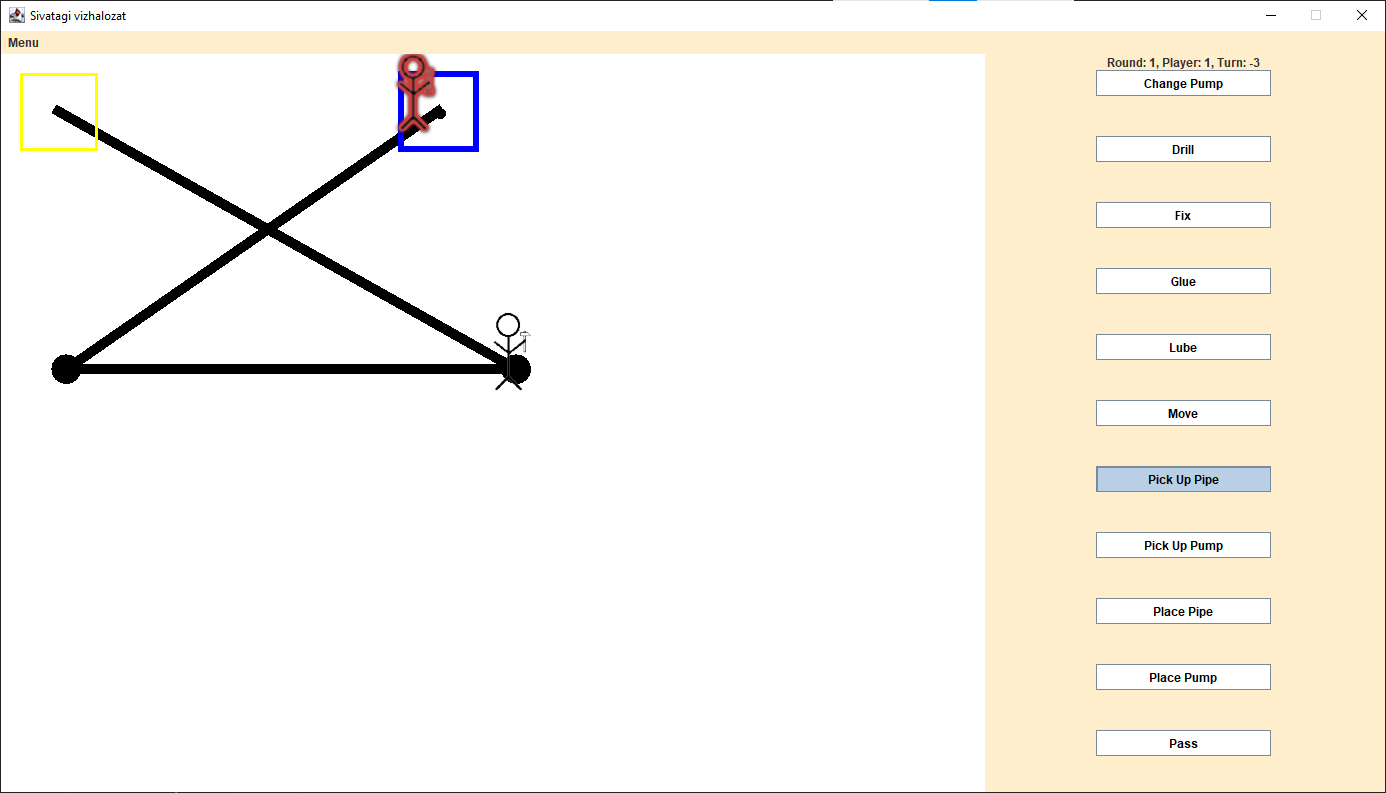 Sivatagi vizhalozat
Menu
Round: 1, Player: 1, Turn: -3
Change Pump
Drill
Fix
Glue
Lube
Move
Pick Up Pipe
Pick Up Pump
Place Pipe
Place Pump
Pass